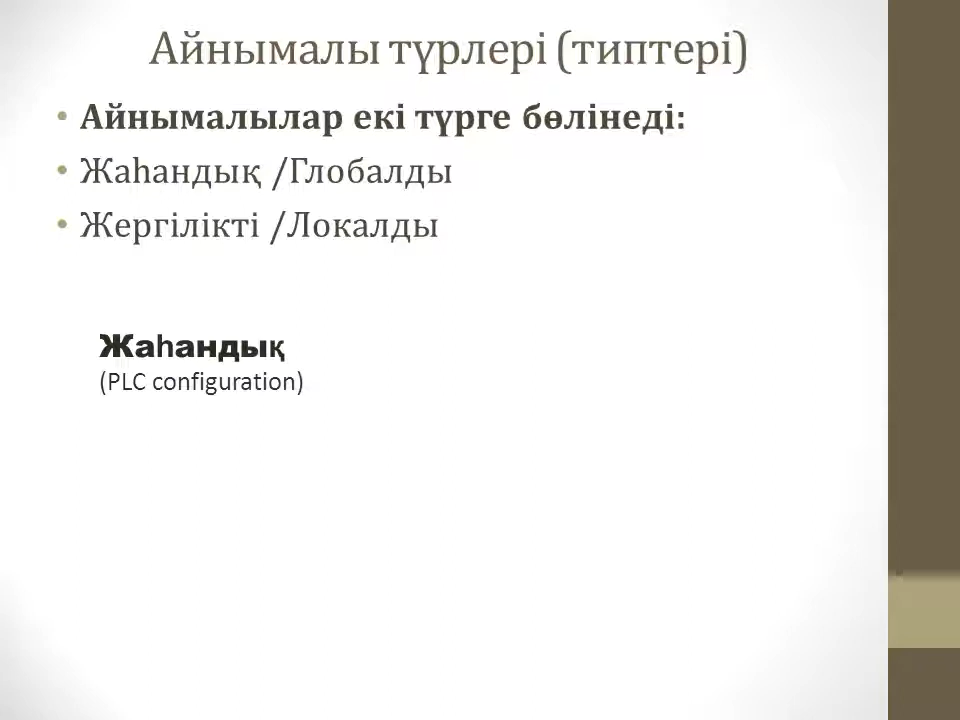 Айнымалы түрлері (типтері)
• Айнымалылар екі түрге бөлінеді:
• Жаһандық /Глобалды
• Жергілікті /Локалды
Жаһандық
(PLC configuration)